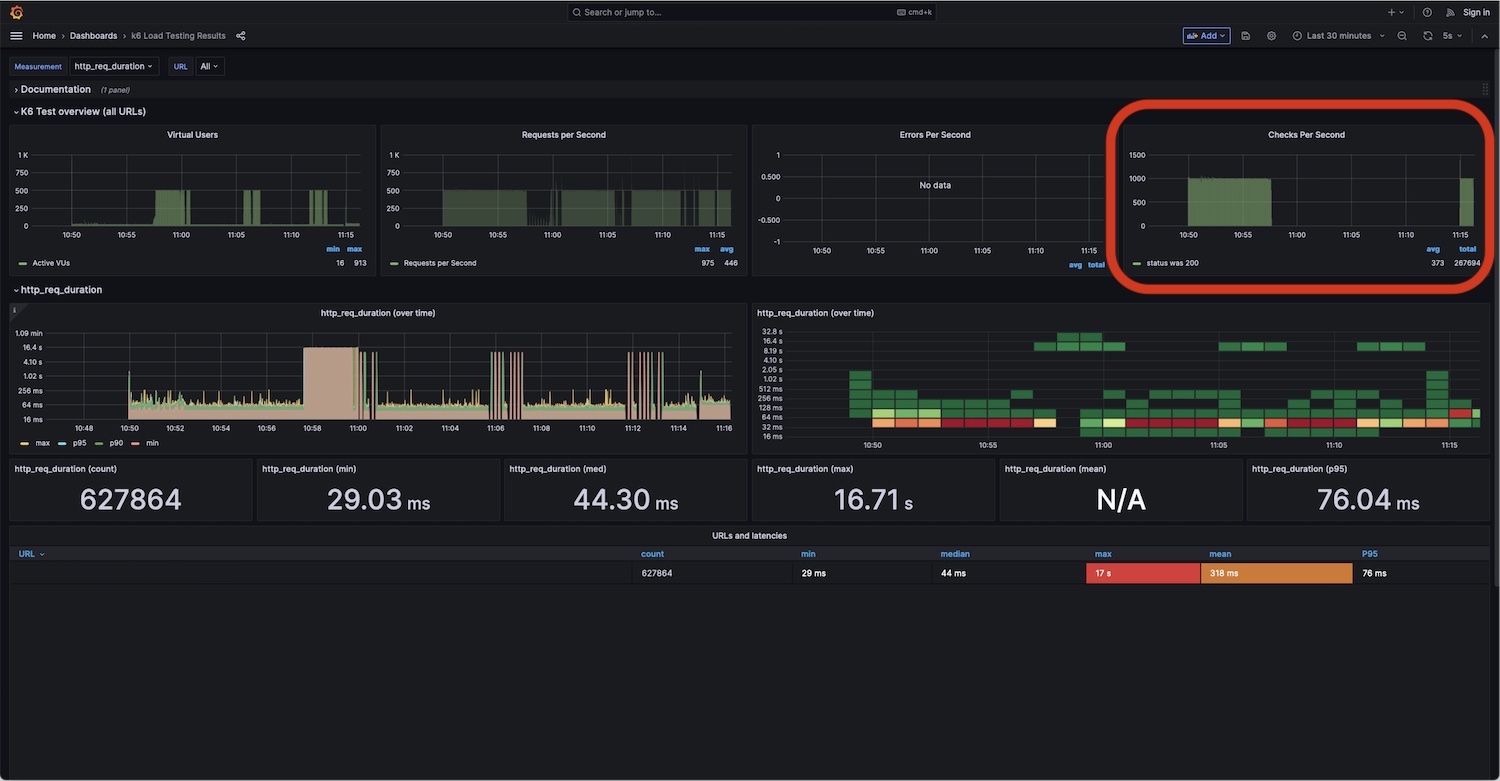 Search or jump to... cmd+k Sign in
Home › Dashboards › k6 Load Testing Results Add Last 30 minutes 5s
Measurement http_req_duration URL All
Documentation (1 panel)
K6 Test overview (all URLs)
Virtual Users
1 K
750
500
250
0
10:50 10:55 11:00 11:05 11:10 11:15
min max
Active VUs 16 913
Requests per Second
1 K
750
500
250
0
10:50 10:55 11:00 11:05 11:10 11:15
max avg
Requests per Second 975 446
Errors Per Second
1
0.500
0
-0.500
-1
No data
10:50 10:55 11:00 11:05 11:10 11:15
avg total
Checks Per Second
1500
1000
500
0
10:50 10:55 11:00 11:05 11:10 11:15
avg total
status was 200 373 267694
http_req_duration
http_req_duration (over time)
1.09 min
16.4 s
4.10 s
1.02 s
256 ms
64 ms
16 ms
10:48 10:50 10:52 10:54 10:56 10:58 11:00 11:02 11:04 11:06 11:08 11:10 11:12 11:14 11:16
max p95 p90 min
http_req_duration (over time)
32.8 s
16.4 s
8.19 s
4.10 s
2.05 s
1.02 s
512 ms
256 ms
128 ms
64 ms
32 ms
16 ms
10:50 10:55 11:00 11:05 11:10 11:15
http_req_duration (count)
627864
http_req_duration (min)
29.03 ms
http_req_duration (med)
44.30 ms
http_req_duration (max)
16.71 s
http_req_duration (mean)
N/A
http_req_duration (p95)
76.04 ms
URLs and latencies
URL count min median max mean P95
627864 29 ms 44 ms 17 s 318 ms 76 ms